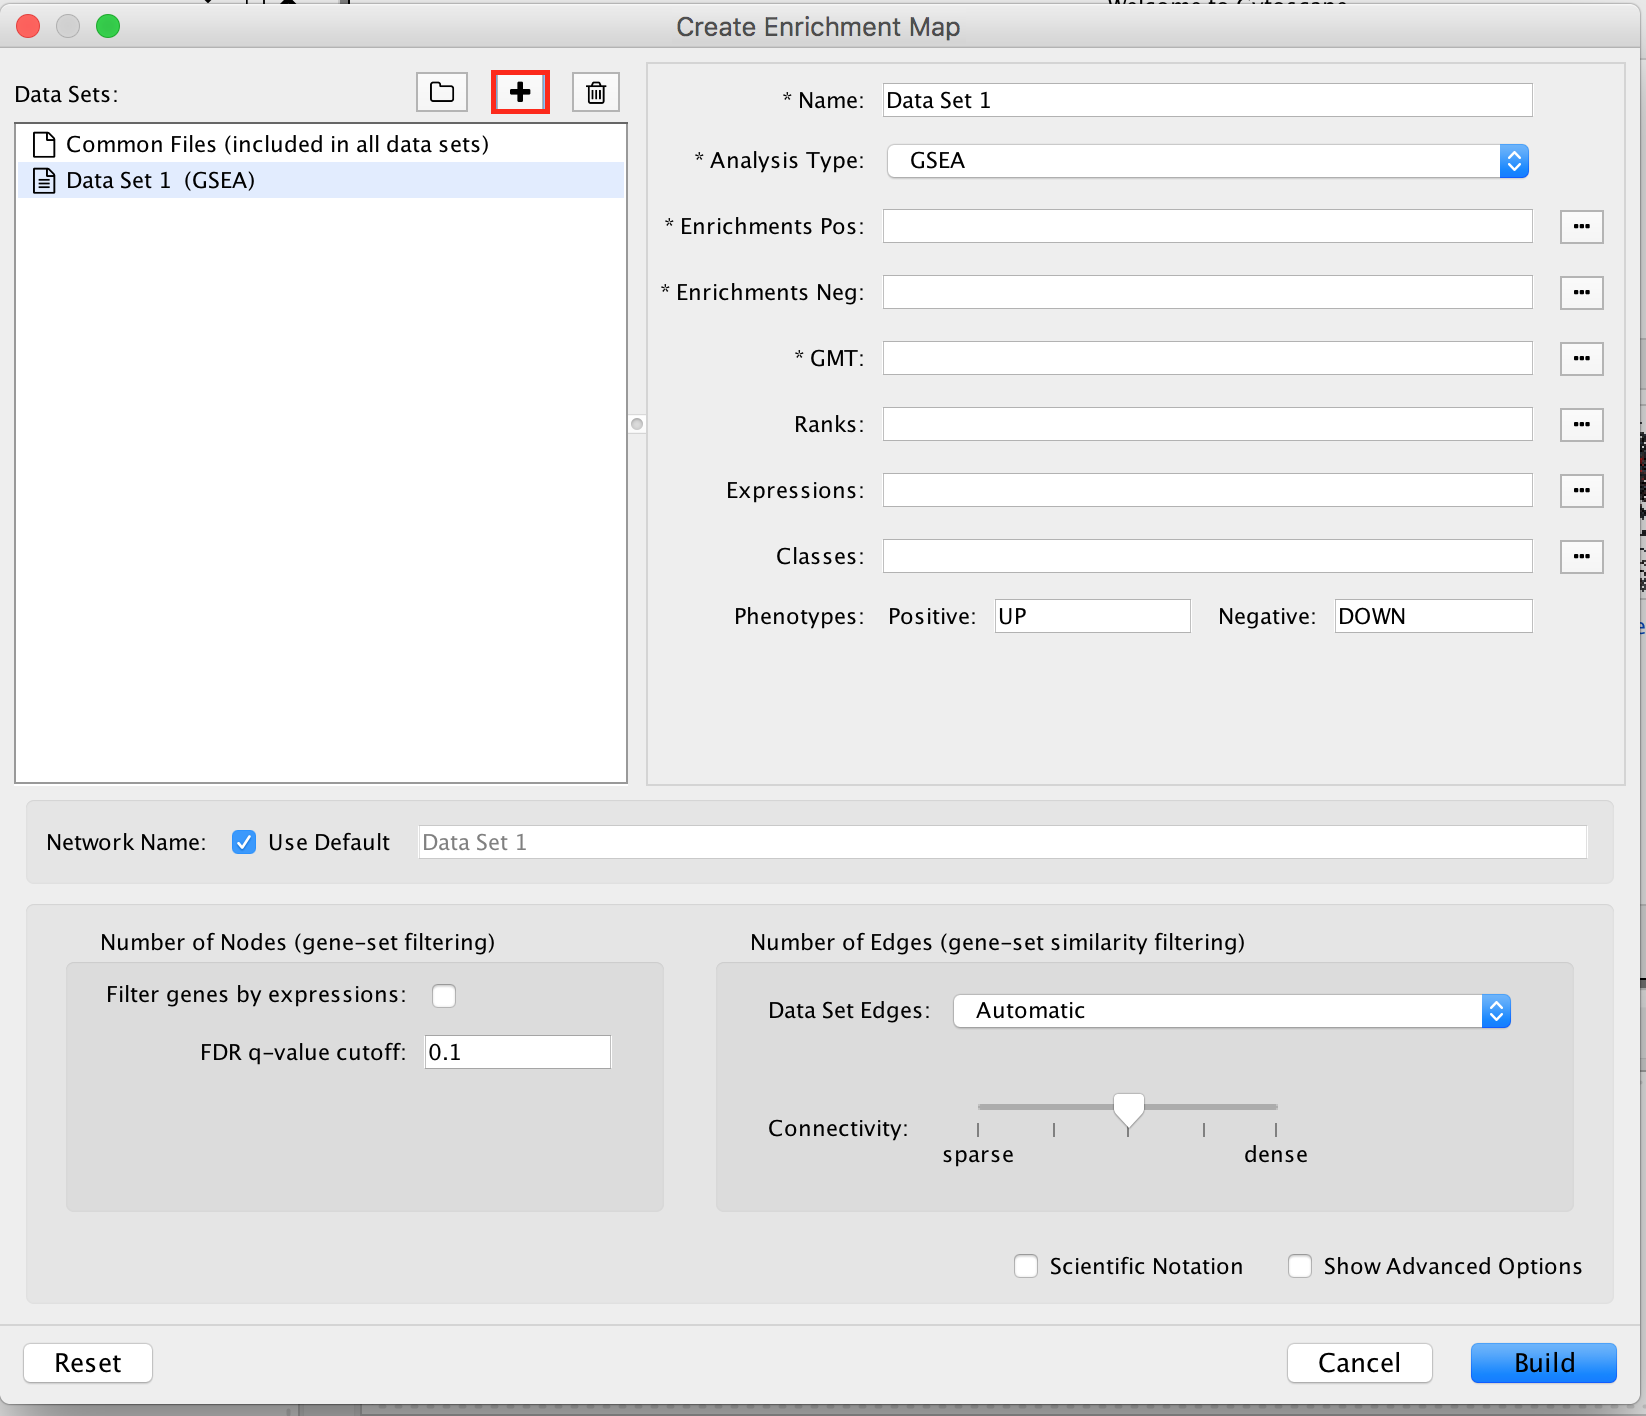 Create Enrichment Map
Data Sets:
Common Files (included in all data sets)
Data Set 1 (GSEA)
* Name: Data Set 1
* Analysis Type: GSEA
* Enrichments Pos:
* Enrichments Neg:
* GMT:
Ranks:
Expressions:
Classes:
Phenotypes: Positive: UP Negative: DOWN
Network Name: Use Default Data Set 1
Number of Nodes (gene-set filtering)
Filter genes by expressions:
FDR q-value cutoff: 0.1
Number of Edges (gene-set similarity filtering)
Data Set Edges: Automatic
Connectivity:
sparse dense
Scientific Notation Show Advanced Options
Reset Cancel Build